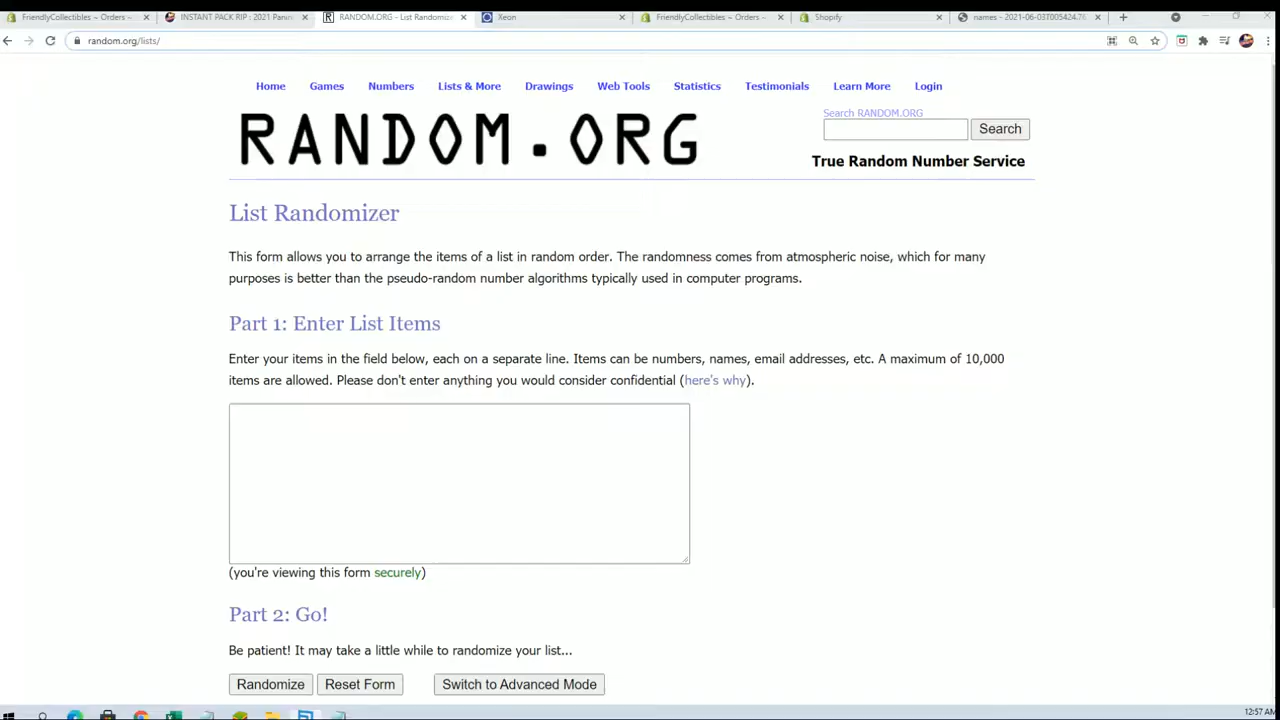 FriendlyCollectibles ~ Orders ~
INSTANT PACK RIP : 2021 Panin
RANDOM.ORG - List Randomize
Xeon
FriendlyCollectibles ~ Orders ~
Shopify
names - 2021-06-03T005424.78
random.org/lists/
Home Games Numbers Lists & More Drawings Web Tools Statistics Testimonials Learn More Login
Search RANDOM.ORG
RANDOM.ORG
Search
True Random Number Service
List Randomizer
This form allows you to arrange the items of a list in random order. The randomness comes from atmospheric noise, which for many
purposes is better than the pseudo-random number algorithms typically used in computer programs.
Part 1: Enter List Items
Enter your items in the field below, each on a separate line. Items can be numbers, names, email addresses, etc. A maximum of 10,000
items are allowed. Please don't enter anything you would consider confidential (here's why).
(you're viewing this form securely)
Part 2: Go!
Be patient! It may take a little while to randomize your list...
Randomize Reset Form Switch to Advanced Mode
12:57 AM